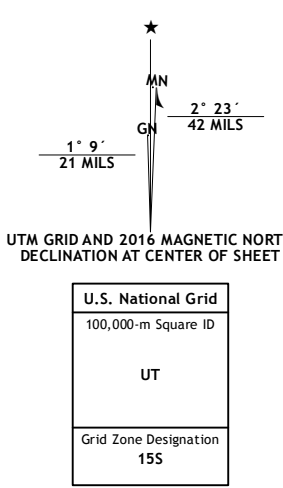 ★
MN
GN
2° 23´
42 MILS
1° 9´
21 MILS
UTM GRID AND 2016 MAGNETIC NORT
DECLINATION AT CENTER OF SHEET
U.S. National Grid
100,000-m Square ID
UT
Grid Zone Designation
15S